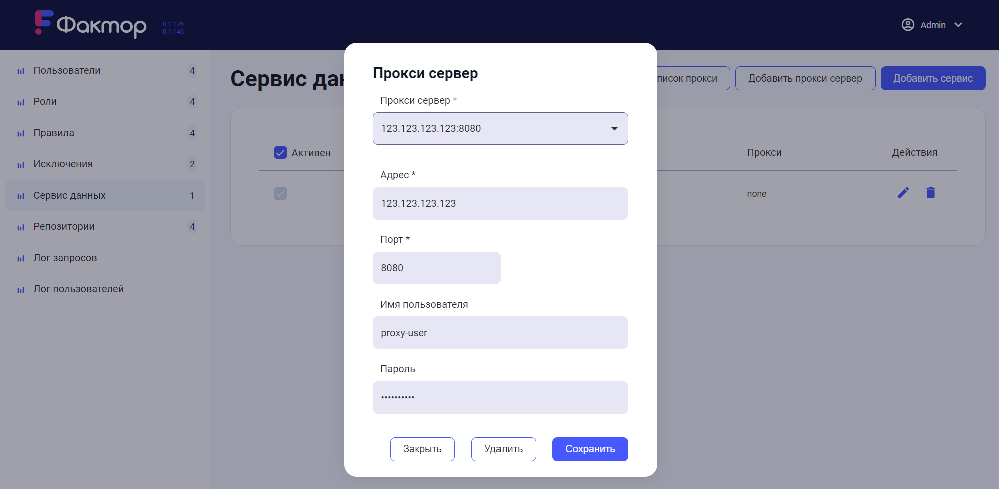 Фактор
0.1.176
0.1.146
Admin
Пользователи 4
Роли 4
Правила 4
Исключения 2
Сервис данных 1
Репозитории 4
Лог запросов
Лог пользователей
Сервис дан
писок прокси
Добавить прокси сервер
Добавить сервис
Активен
Прокси
Действия
none
Прокси сервер
Прокси сервер *
123.123.123.123:8080
Адрес *
123.123.123.123
Порт *
8080
Имя пользователя
proxy-user
Пароль
••••••••••
Закрыть
Удалить
Сохранить